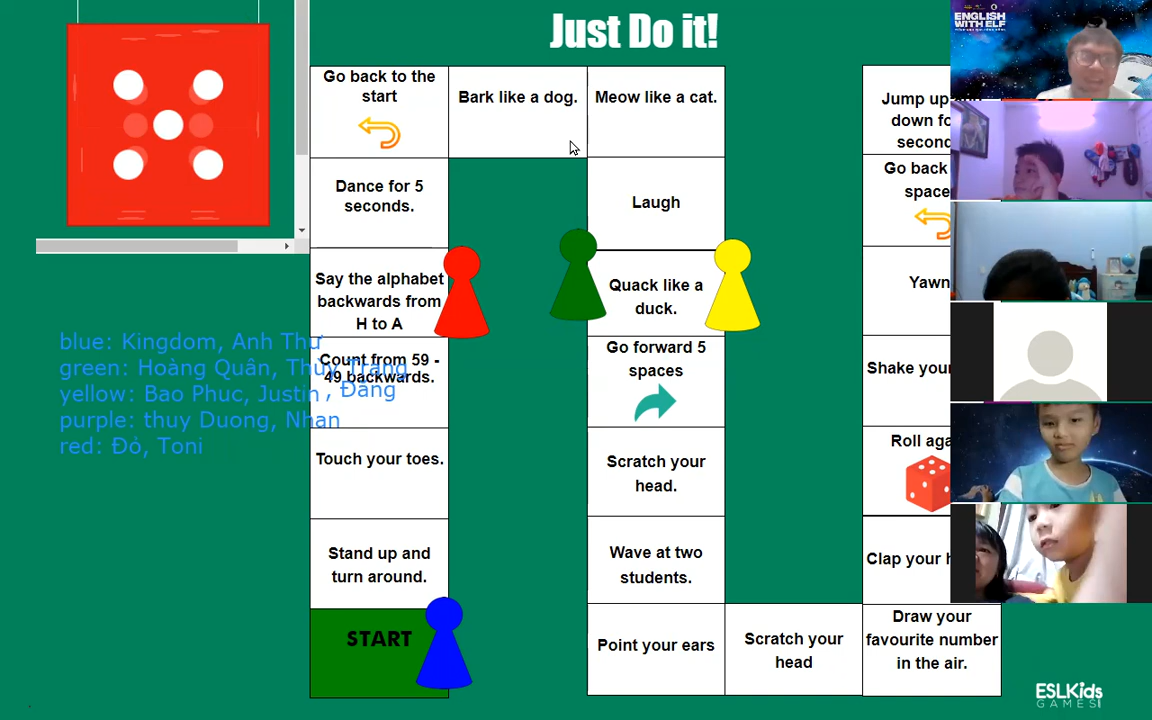 Just Do it!
Go back to the
start
Bark like a dog.
Meow like a cat.
Jump up
down fo
second
Dance for 5
seconds.
Laugh
Go back
space
Say the alphabet
backwards from
H to A
Quack like a
duck.
Yawn
Count from 59 -
49 backwards.
Go forward 5
spaces
Shake your
Touch your toes.
Scratch your
head.
Roll aga
Stand up and
turn around.
Wave at two
students.
Clap your h
START
Point your ears
Scratch your
head
Draw your
favourite number
in the air.
blue: Kingdom, Anh Thư
green: Hoàng Quân, Thùy Trang
yellow: Bao Phuc, Justin , Đăng
purple: thuy Duong, Nhan
red: Đỏ, Toni
ENGLISH
WITH ELF
ESLKids
GAMES